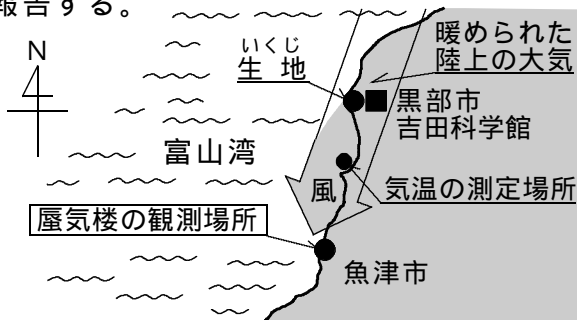 報告する。
N
いくじ
生地
暖められた
陸上の大気
黒部市
吉田科学館
富山湾
風
気温の測定場所
蜃気楼の観測場所
魚津市